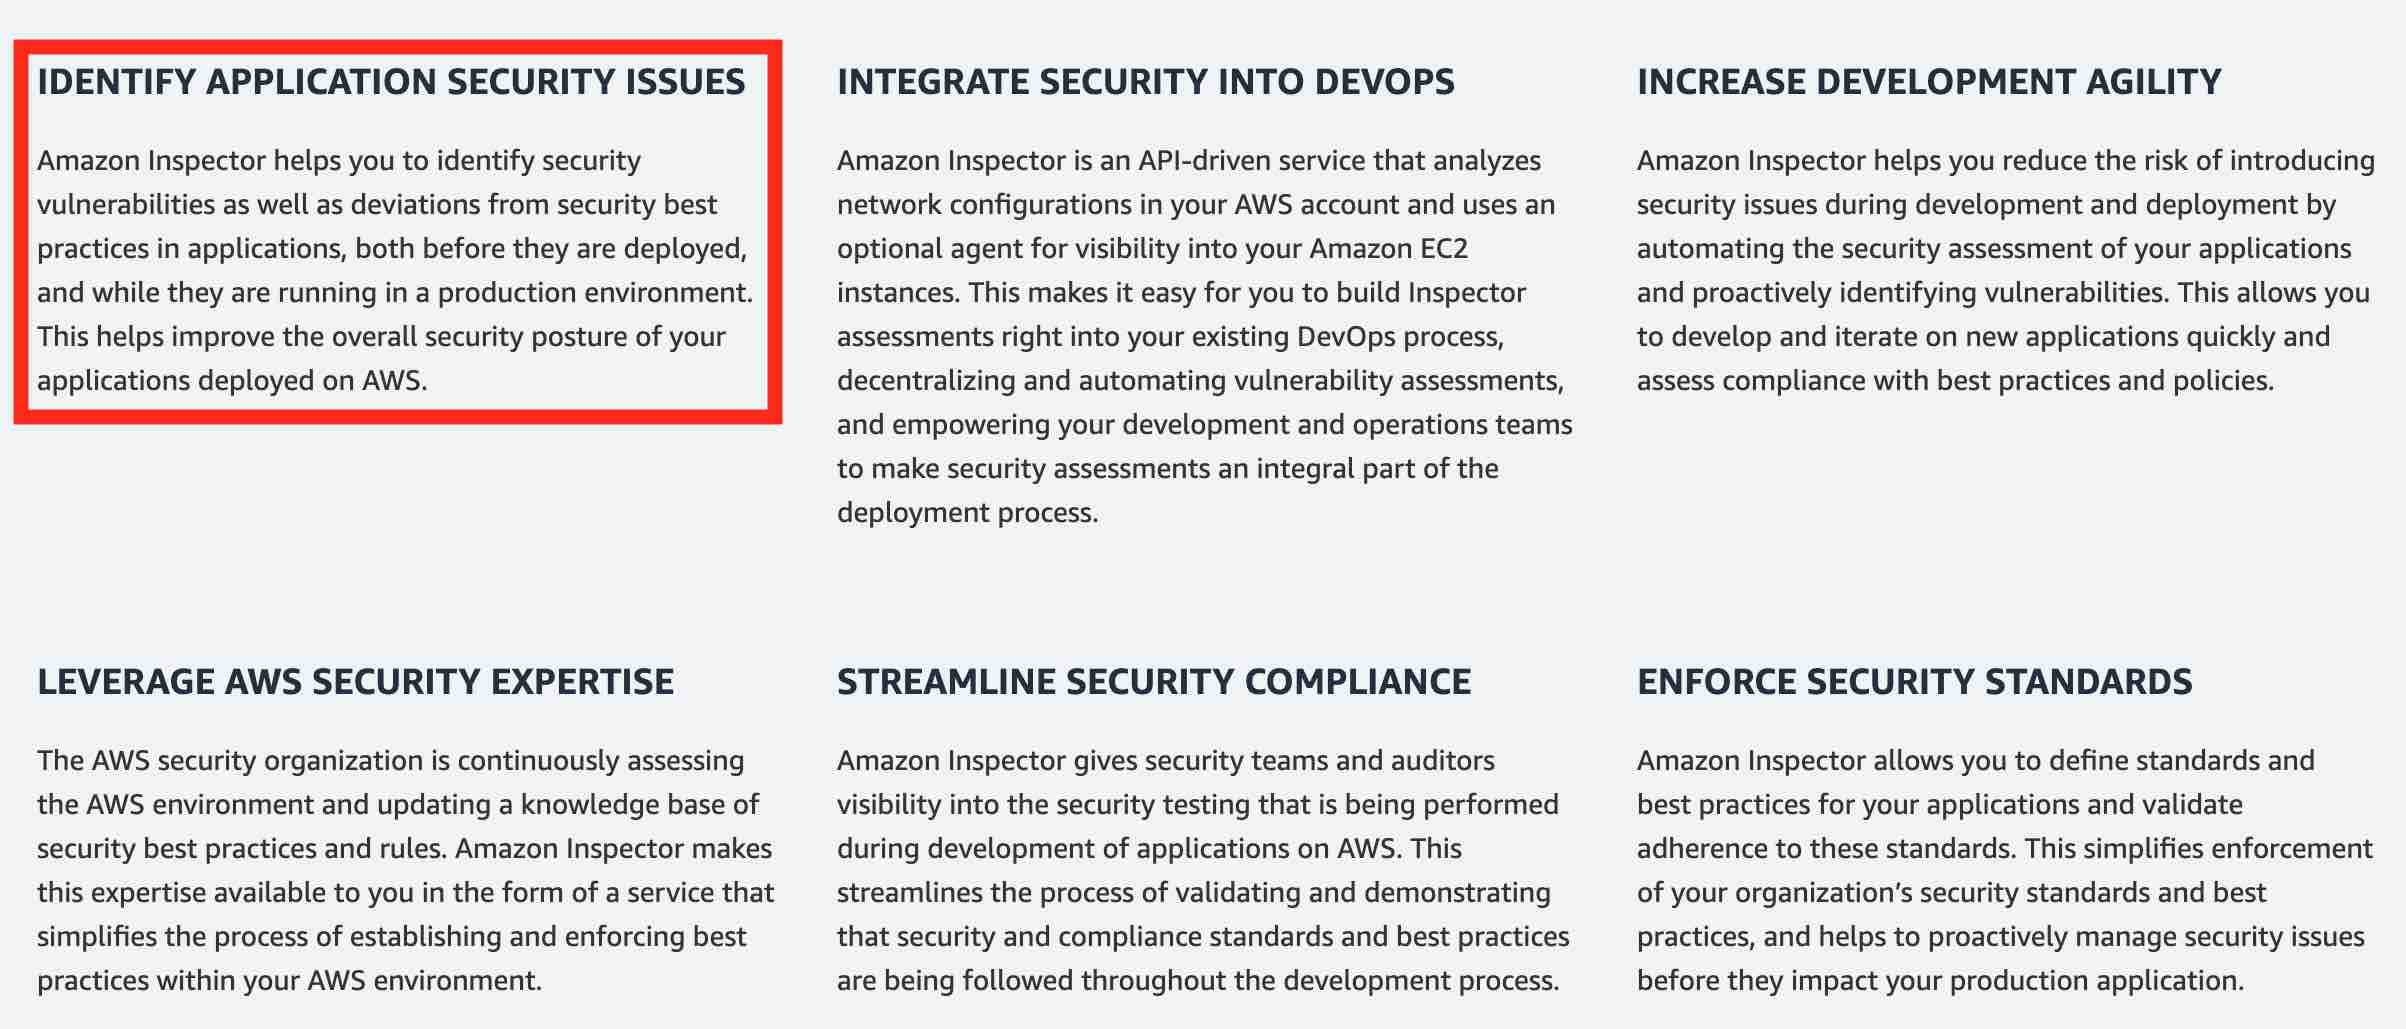 IDENTIFY APPLICATION SECURITY ISSUES
Amazon Inspector helps you to identify security
vulnerabilities as well as deviations from security best
practices in applications, both before they are deployed,
and while they are running in a production environment.
This helps improve the overall security posture of your
applications deployed on AWS.
INTEGRATE SECURITY INTO DEVOPS
Amazon Inspector is an API-driven service that analyzes
network configurations in your AWS account and uses an
optional agent for visibility into your Amazon EC2
instances. This makes it easy for you to build Inspector
assessments right into your existing DevOps process,
decentralizing and automating vulnerability assessments,
and empowering your development and operations teams
to make security assessments an integral part of the
deployment process.
INCREASE DEVELOPMENT AGILITY
Amazon Inspector helps you reduce the risk of introducing
security issues during development and deployment by
automating the security assessment of your applications
and proactively identifying vulnerabilities. This allows you
to develop and iterate on new applications quickly and
assess compliance with best practices and policies.
LEVERAGE AWS SECURITY EXPERTISE
The AWS security organization is continuously assessing
the AWS environment and updating a knowledge base of
security best practices and rules. Amazon Inspector makes
this expertise available to you in the form of a service that
simplifies the process of establishing and enforcing best
practices within your AWS environment.
STREAMLINE SECURITY COMPLIANCE
Amazon Inspector gives security teams and auditors
visibility into the security testing that is being performed
during development of applications on AWS. This
streamlines the process of validating and demonstrating
that security and compliance standards and best practices
are being followed throughout the development process.
ENFORCE SECURITY STANDARDS
Amazon Inspector allows you to define standards and
best practices for your applications and validate
adherence to these standards. This simplifies enforcement
of your organization’s security standards and best
practices, and helps to proactively manage security issues
before they impact your production application.